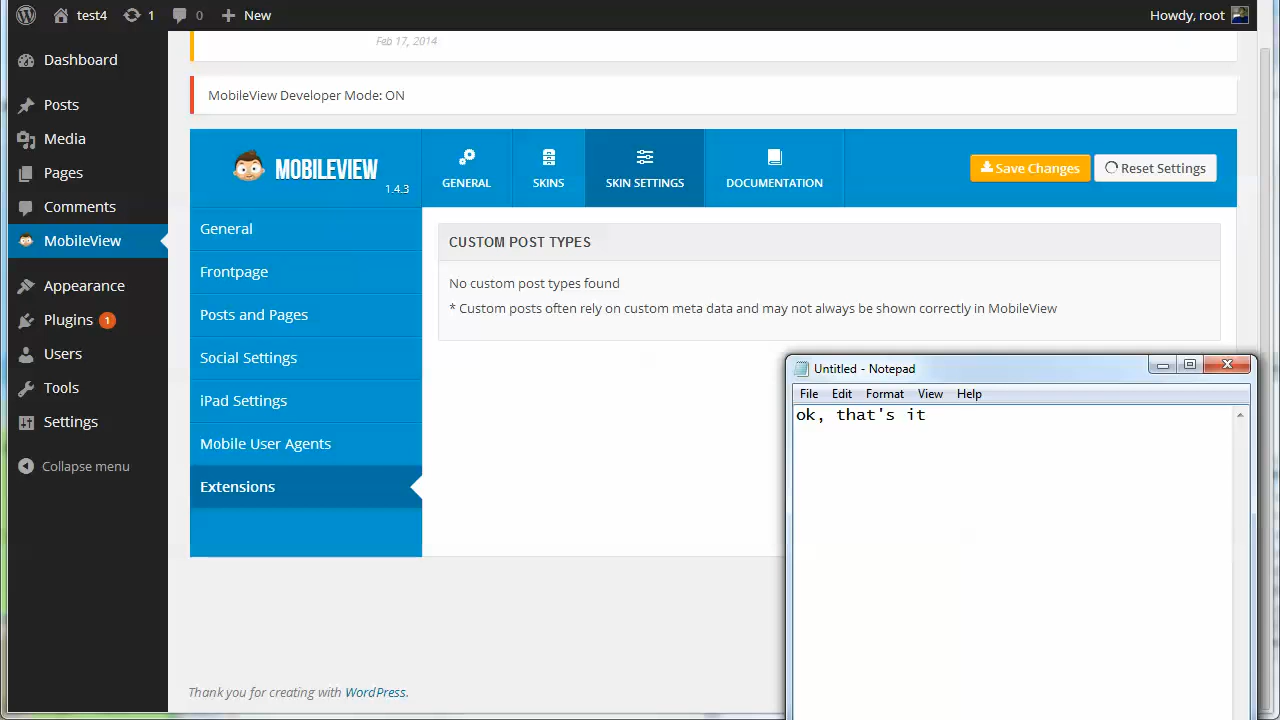 test4
1
0
New
Howdy, root
Dashboard
Posts
Media
Pages
Comments
MobileView
Appearance
Plugins 1
Users
Tools
Settings
Collapse menu
Feb 17, 2014
MobileView Developer Mode: ON
MOBILEVIEW
1.4.3
GENERAL
SKINS
SKIN SETTINGS
DOCUMENTATION
Save Changes
Reset Settings
General
Frontpage
Posts and Pages
Social Settings
iPad Settings
Mobile User Agents
Extensions
CUSTOM POST TYPES
No custom post types found
* Custom posts often rely on custom meta data and may not always be shown correctly in MobileView
Untitled - Notepad
File Edit Format View Help
ok, that's it
Thank you for creating with WordPress.